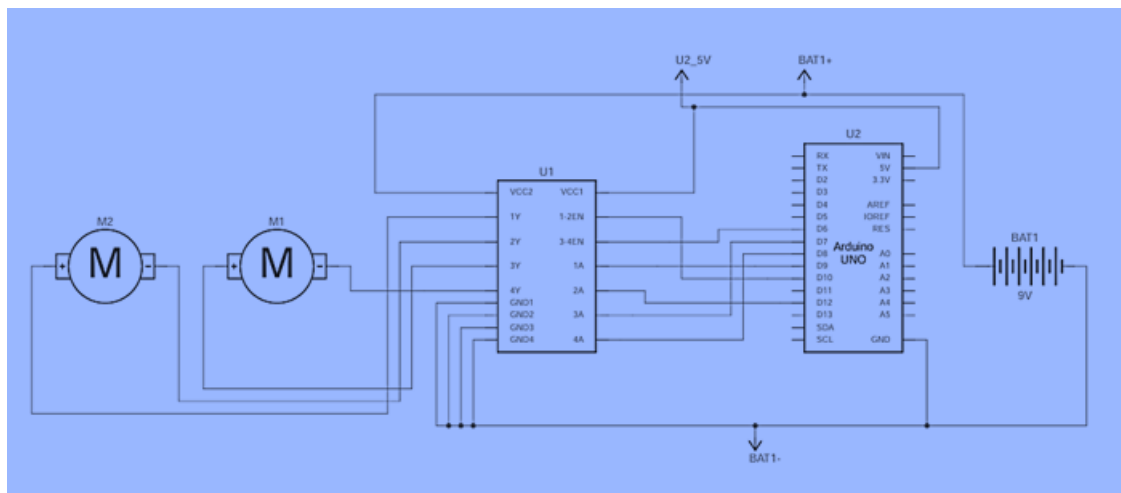 U2_5V
BAT1+
U1
VCC2 VCC1
1Y 1-2EN
2Y 3-4EN
3Y 1A
4Y 2A
GND1
GND2 3A
GND3
GND4 4A
U2
RX VIN
TX 5V
D2 3.3V
D3
D4 AREF
D5 IOREF
D6 RES
D7
D8 A0
D9 A1
D10 A2
D11 A3
D12 A4
D13 A5
SDA
SCL GND
Arduino
UNO
M2
+ M -
M1
+ M -
BAT1
9V
BAT1-